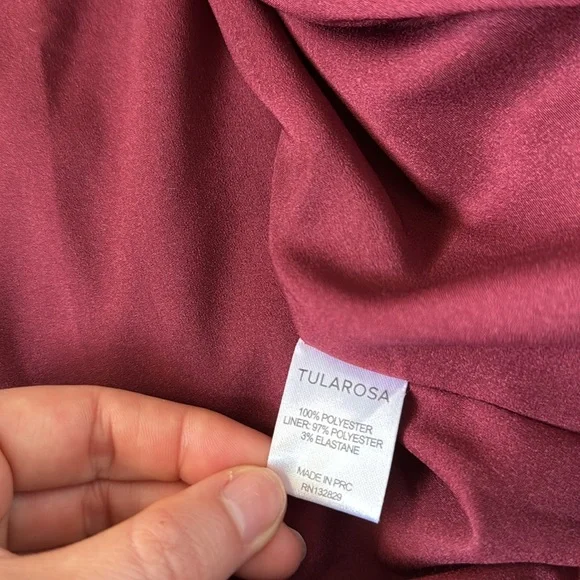 TULAROSA
100% POLYESTER
LINER: 97% POLYESTER
3% ELASTANE
MADE IN PRC
RN132829